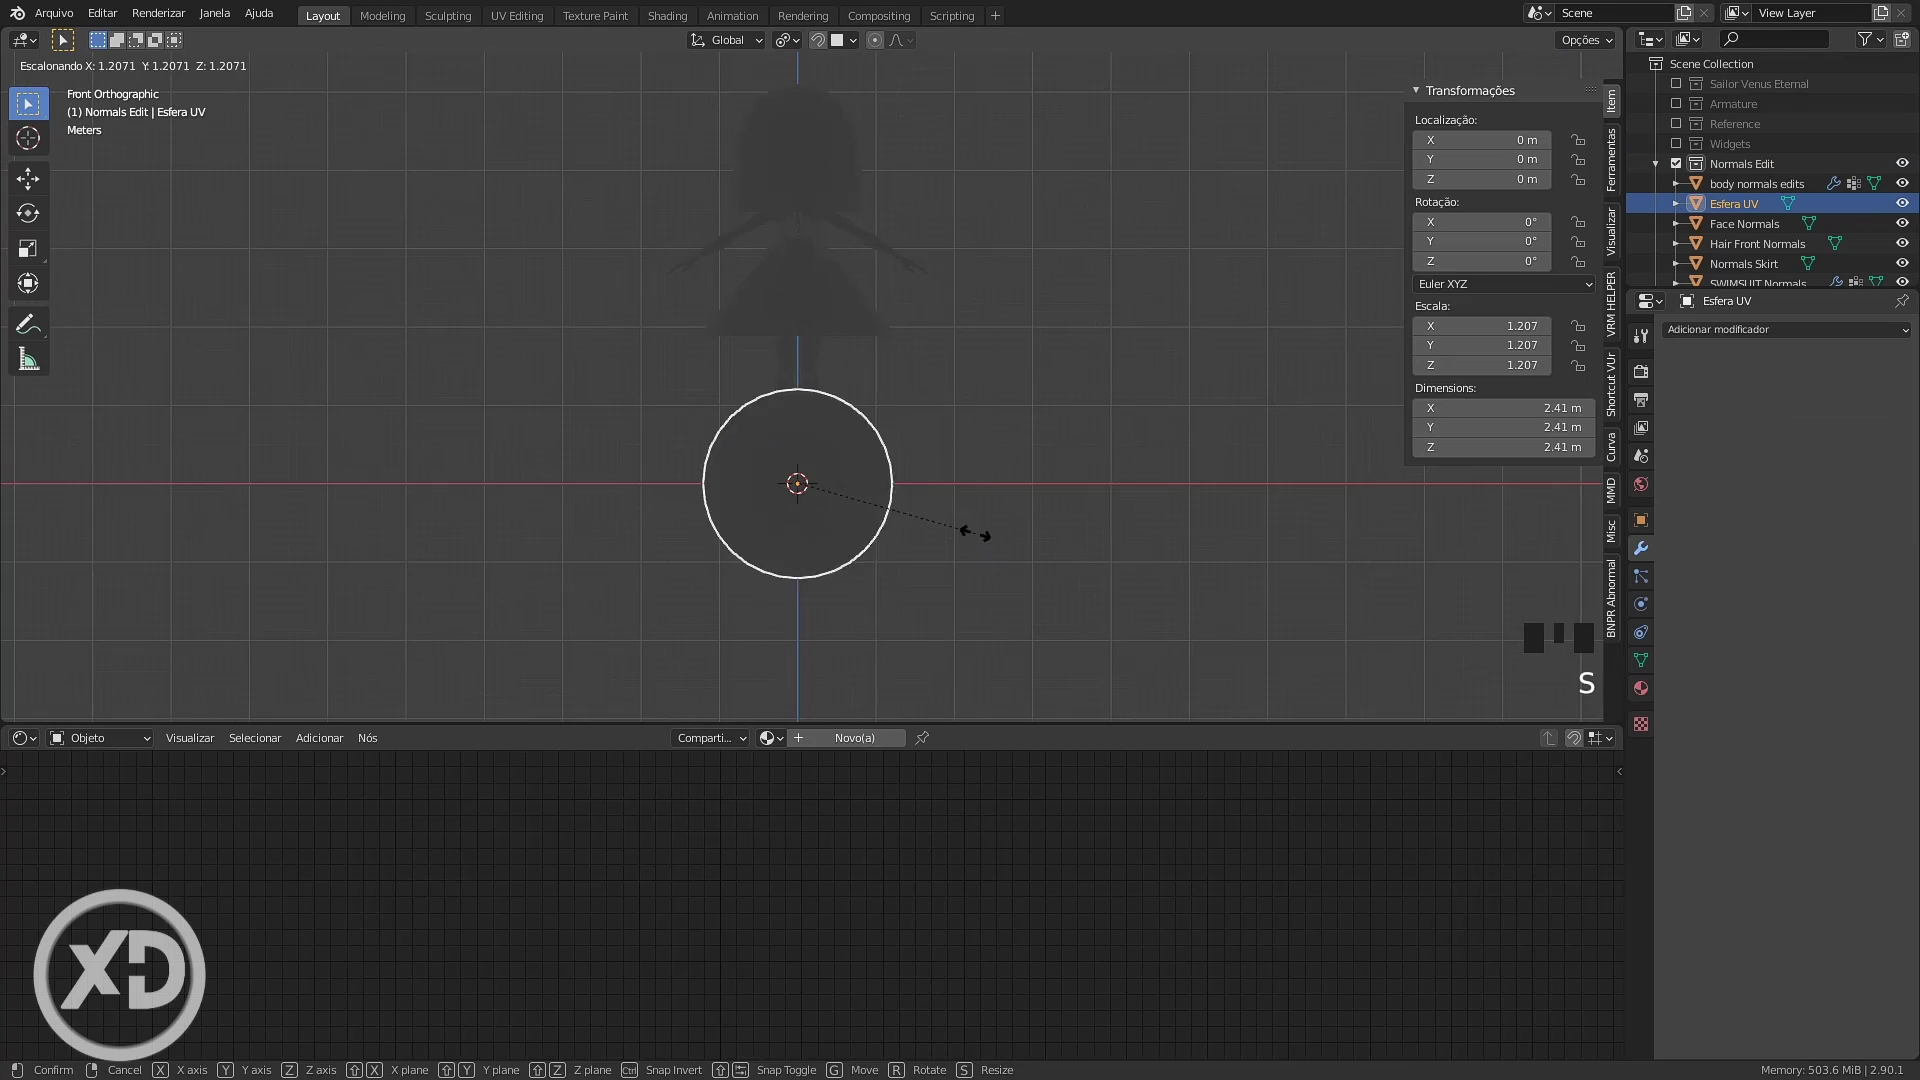 Arquivo Editar Renderizar Janela Ajuda Layout Modeling Sculpting UV Editing Texture Paint Shading Animation Rendering Compositing Scripting + Scene View Layer
Global Opções
Escalonando X: 1.2071 Y: 1.2071 Z: 1.2071
Front Orthographic
(1) Normals Edit | Esfera UV
Meters
Transformações
Localização:
X 0 m
Y 0 m
Z 0 m
Rotação:
X 0°
Y 0°
Z 0°
Euler XYZ
Escala:
X 1.207
Y 1.207
Z 1.207
Dimensions:
X 2.41 m
Y 2.41 m
Z 2.41 m
Item
Ferramentas
Visualizar
VRM HELPER
Shortcut VUr
Curva
MMD
Misc
BNPR Abnormal
Scene Collection
Sailor Venus Eternal
Armature
Reference
Widgets
Normals Edit
body normals edits
Esfera UV
Face Normals
Hair Front Normals
Normals Skirt
SWIMSUIT Normals
Esfera UV
Adicionar modificador
S
Objeto Visualizar Selecionar Adicionar Nós Comparti... + Novo(a)
XD
Confirm Cancel X X axis Y Y axis Z Z axis X X plane Y Y plane Z Z plane Ctrl Snap Invert Snap Toggle G Move R Rotate S Resize Memory: 503.6 MiB | 2.90.1